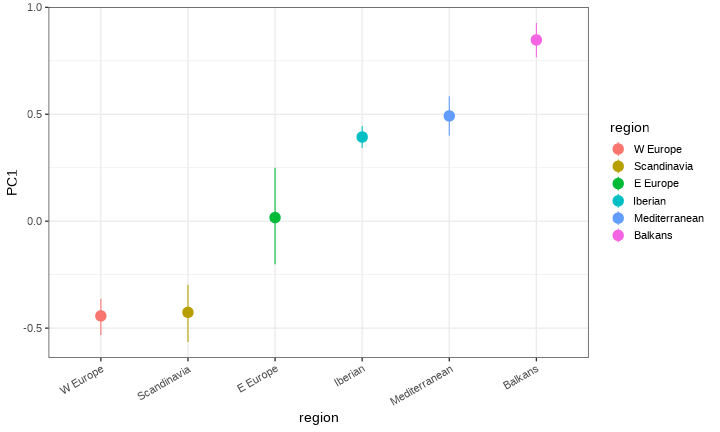 1.0
0.5
0.0
-0.5
PC1
W Europe
Scandinavia
E Europe
Iberian
Mediterranean
Balkans
region
region
W Europe
Scandinavia
E Europe
Iberian
Mediterranean
Balkans